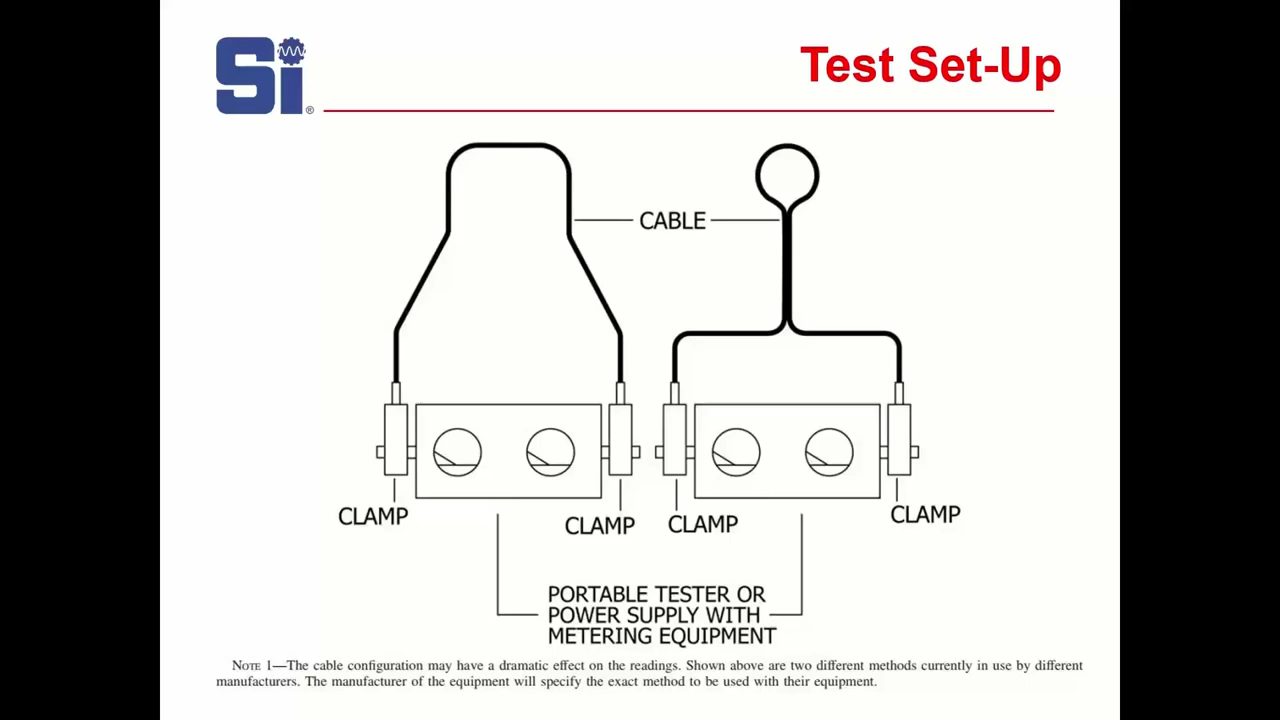 Si®
Test Set-Up
CABLE
CLAMP
CLAMP
CLAMP
CLAMP
PORTABLE TESTER OR
POWER SUPPLY WITH
METERING EQUIPMENT
NOTE 1—The cable configuration may have a dramatic effect on the readings. Shown above are two different methods currently in use by different
manufacturers. The manufacturer of the equipment will specify the exact method to be used with their equipment.